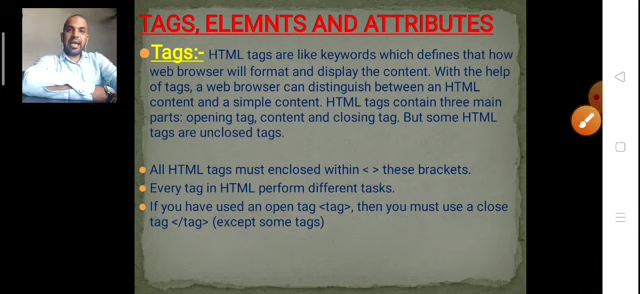 TAGS, ELEMNTS AND ATTRIBUTES
Tags:- HTML tags are like keywords which defines that how
web browser will format and display the content. With the help
of tags, a web browser can distinguish between an HTML
content and a simple content. HTML tags contain three main
parts: opening tag, content and closing tag. But some HTML
tags are unclosed tags.
All HTML tags must enclosed within < > these brackets.
Every tag in HTML perform different tasks.
If you have used an open tag <tag>, then you must use a close
tag </tag> (except some tags)